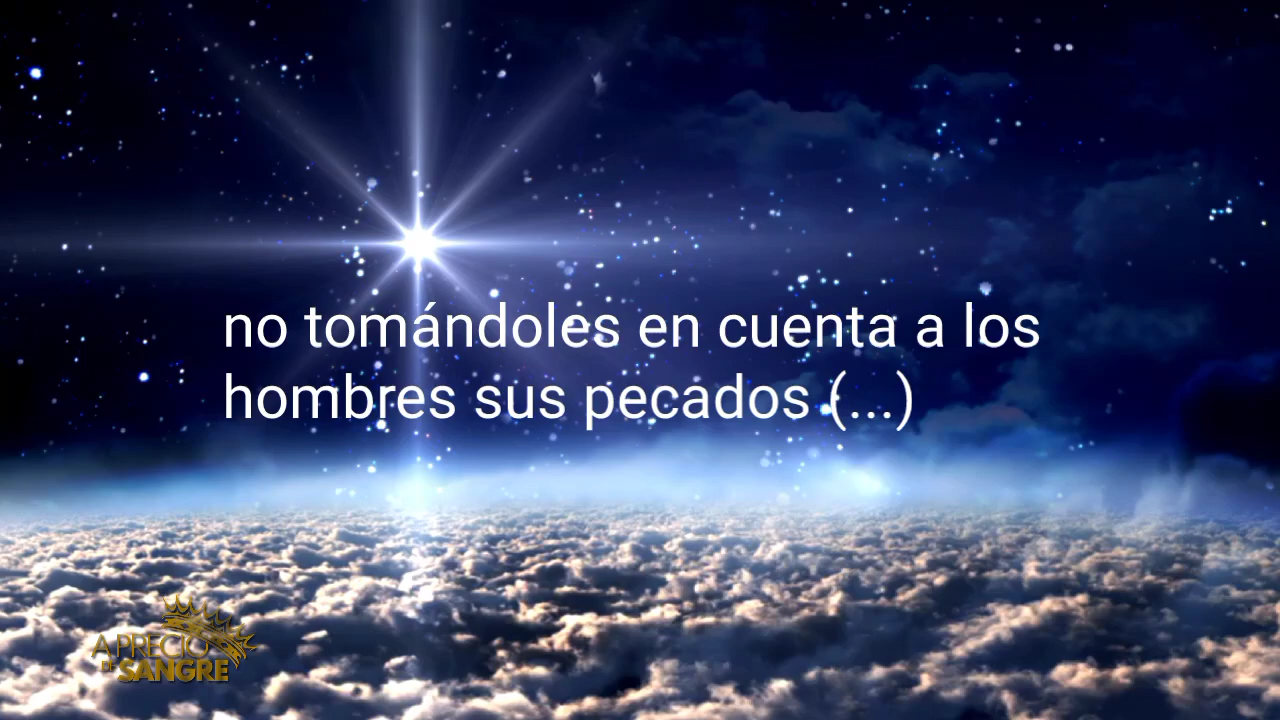 no tomándoles en cuenta a los
hombres sus pecados (...)
A PRECIO
DE SANGRE